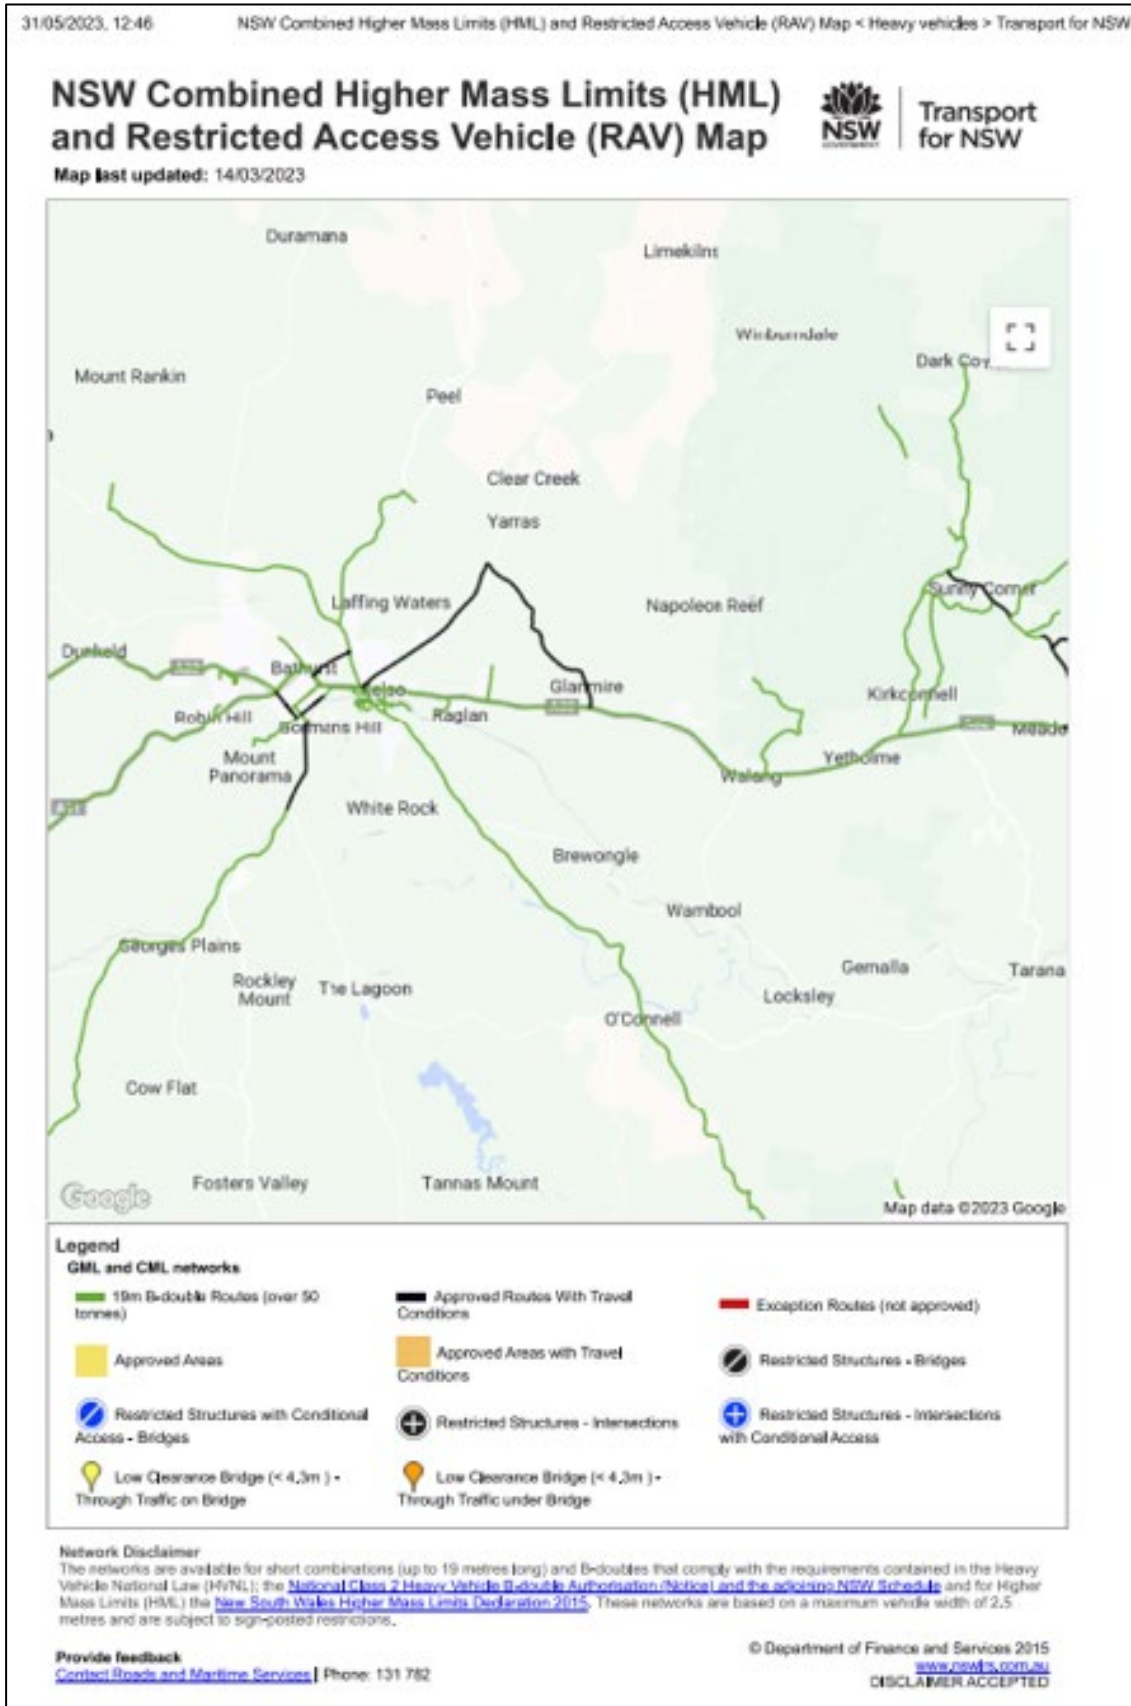 31/05/2023, 12:46
NSW Combined Higher Mass Limits (HML) and Restricted Access Vehicle (RAV) Map < Heavy vehicles > Transport for NSW
NSW Combined Higher Mass Limits (HML)
and Restricted Access Vehicle (RAV) Map
NSW
GOVERNMENT
Transport
for NSW
Map last updated: 14/03/2023
Duramana
Limekilns
Winburndale
Dark Co
Mount Rankin
Peel
Clear Creek
Yarras
Sunny Corner
Laffing Waters
Napoleon Reef
Dunkeld
Bathurst
Kelso
Glanmire
Kirkconnell
Robin Hill
Raglan
Bormans Hill
Meado
Mount
Panorama
Yetholme
Walang
White Rock
Brewongle
Wambool
Georges Plains
Gemalla
Tarana
Rockley
Mount
The Lagoon
Locksley
O'Connell
Cow Flat
Fosters Valley
Tannas Mount
Google
Map data ©2023 Google
Legend
GML and CML networks
19m B-double Routes (over 50
tonnes)
Approved Routes With Travel
Conditions
Exception Routes (not approved)
Approved Areas
Approved Areas with Travel
Conditions
Restricted Structures - Bridges
Restricted Structures with Conditional
Access - Bridges
Restricted Structures - Intersections
Restricted Structures - Intersections
with Conditional Access
Low Clearance Bridge (< 4.3m ) -
Through Traffic on Bridge
Low Clearance Bridge (< 4.3m ) -
Through Traffic under Bridge
Network Disclaimer
The networks are available for short combinations (up to 19 metres long) and B-doubles that comply with the requirements contained in the Heavy
Vehicle National Law (HVNL); the National Class 2 Heavy Vehicle B-double Authorisation (Notice) and the adjoining NSW Schedule and for Higher
Mass Limits (HML) the New South Wales Higher Mass Limits Declaration 2015. These networks are based on a maximum vehicle width of 2.5
metres and are subject to sign-posted restrictions.
Provide feedback
Contact Roads and Maritime Services | Phone: 131 782
© Department of Finance and Services 2015
www.nswlrs.com.au
DISCLAIMER ACCEPTED